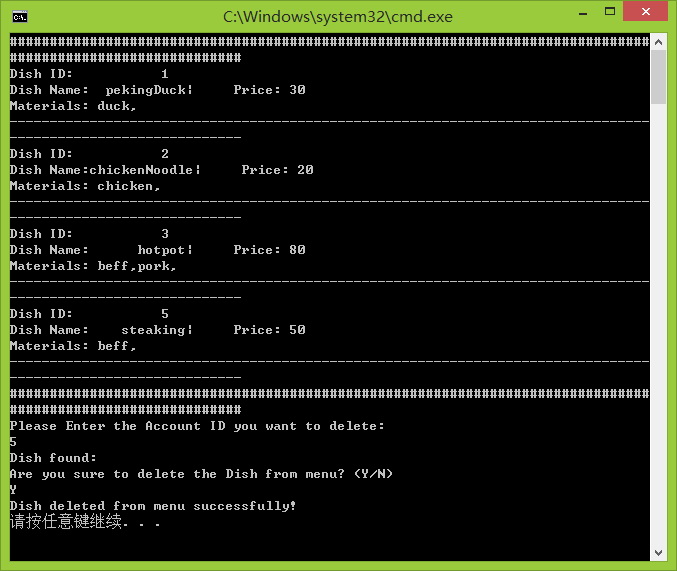 C:\Windows\system32\cmd.exe
################################################################################
#############################
Dish ID:           1
Dish Name:  pekingDuck¦     Price: 30
Materials: duck,
--------------------------------------------------------------------------------
-----------------------------
Dish ID:           2
Dish Name:chickenNoodle¦     Price: 20
Materials: chicken,
--------------------------------------------------------------------------------
-----------------------------
Dish ID:           3
Dish Name:      hotpot¦     Price: 80
Materials: beff,pork,
--------------------------------------------------------------------------------
-----------------------------
Dish ID:           5
Dish Name:    steaking¦     Price: 50
Materials: beff,
--------------------------------------------------------------------------------
-----------------------------
################################################################################
#############################
Please Enter the Account ID you want to delete:
5
Dish found:
Are you sure to delete the Dish from menu? (Y/N)
Y
Dish deleted from menu successfully!
请按任意键继续. . .